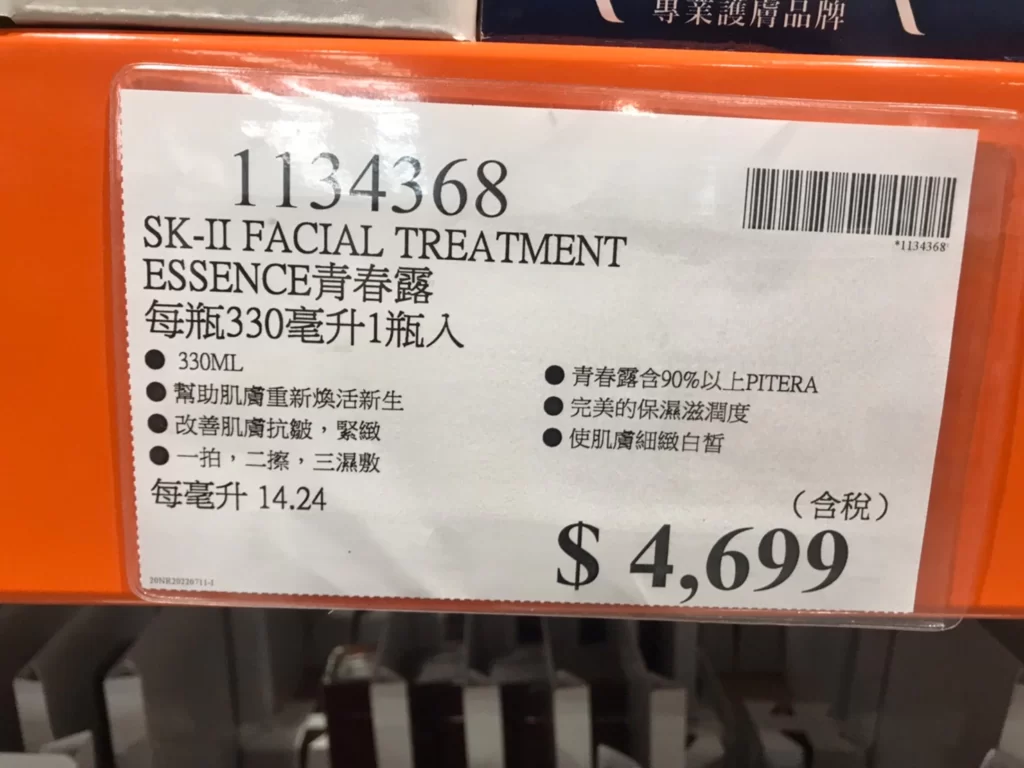 專業護膚品牌
1134368
*1134368*
SK-II FACIAL TREATMENT
ESSENCE青春露
每瓶330毫升1瓶入
● 330ML
● 幫助肌膚重新煥活新生
● 改善肌膚抗皺，緊緻
● 一拍，二擦，三濕敷
● 青春露含90%以上PITERA
● 完美的保濕滋潤度
● 使肌膚細緻白皙
每毫升 14.24
（含稅）
$ 4,699
20NR20220711-J